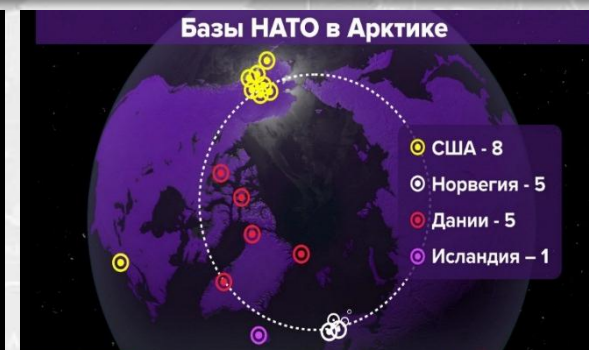 Базы НАТО в Арктике
США - 8
Норвегия - 5
Дании - 5
Исландия – 1